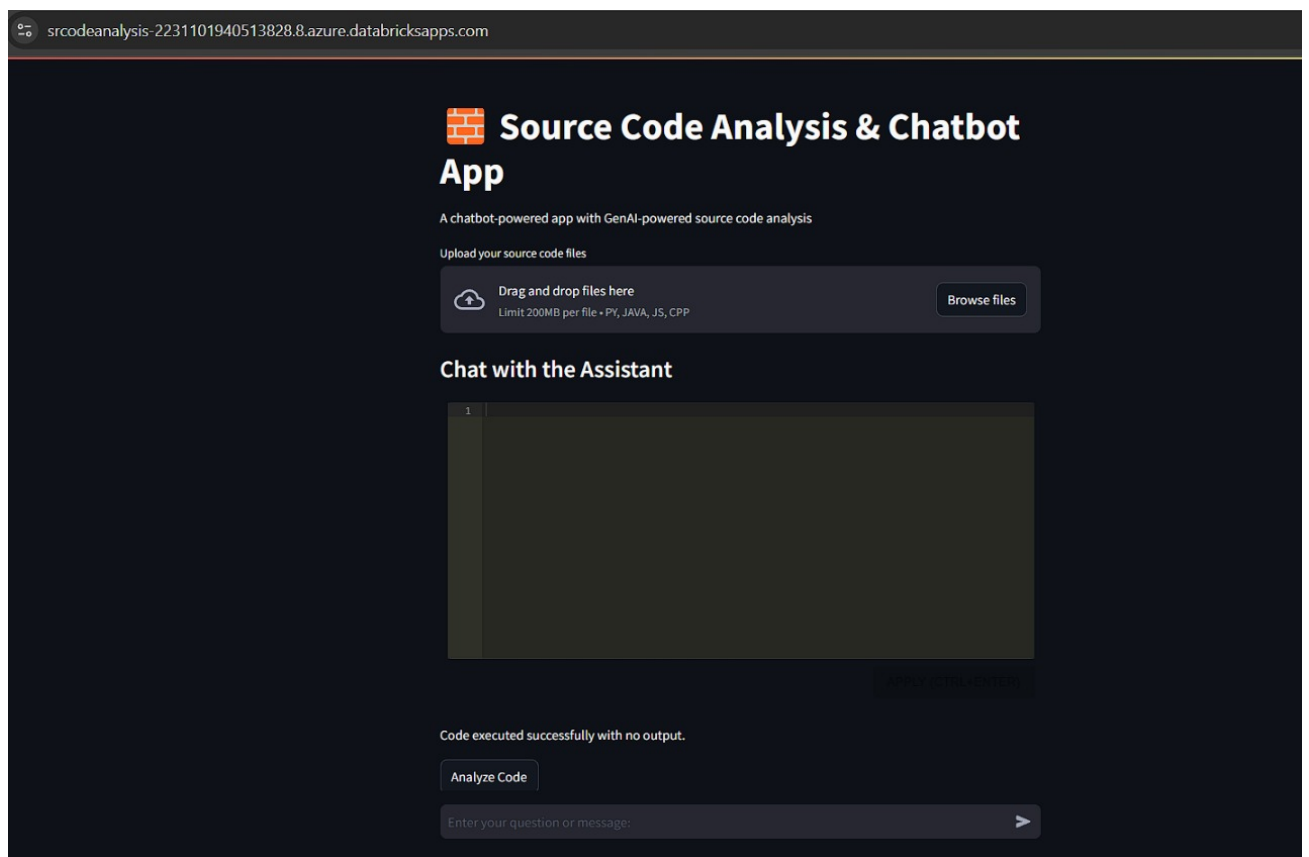 srcodeanalysis-2231101940513828.8.azure.databricksapps.com
Source Code Analysis & Chatbot
App
A chatbot-powered app with GenAI-powered source code analysis
Upload your source code files
Drag and drop files here
Limit 200MB per file • PY, JAVA, JS, CPP
Browse files
Chat with the Assistant
1
APPLY (CTRL+ENTER)
Code executed successfully with no output.
Analyze Code
Enter your question or message: